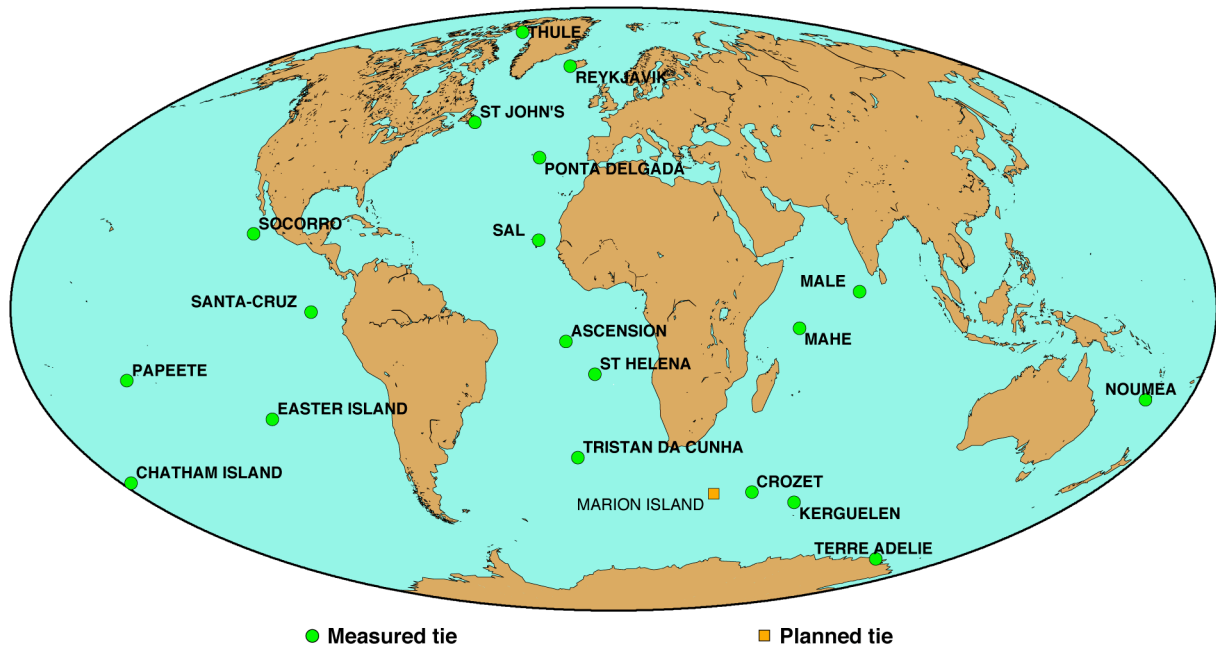 THULE
REYKJAVIK
ST JOHN'S
PONTA DELGADA
SOCORRO
SAL
MALE
SANTA-CRUZ
ASCENSION
MAHE
ST HELENA
PAPEETE
NOUMEA
EASTER ISLAND
TRISTAN DA CUNHA
CHATHAM ISLAND
CROZET
MARION ISLAND
KERGUELEN
TERRE ADELIE
Measured tie
Planned tie